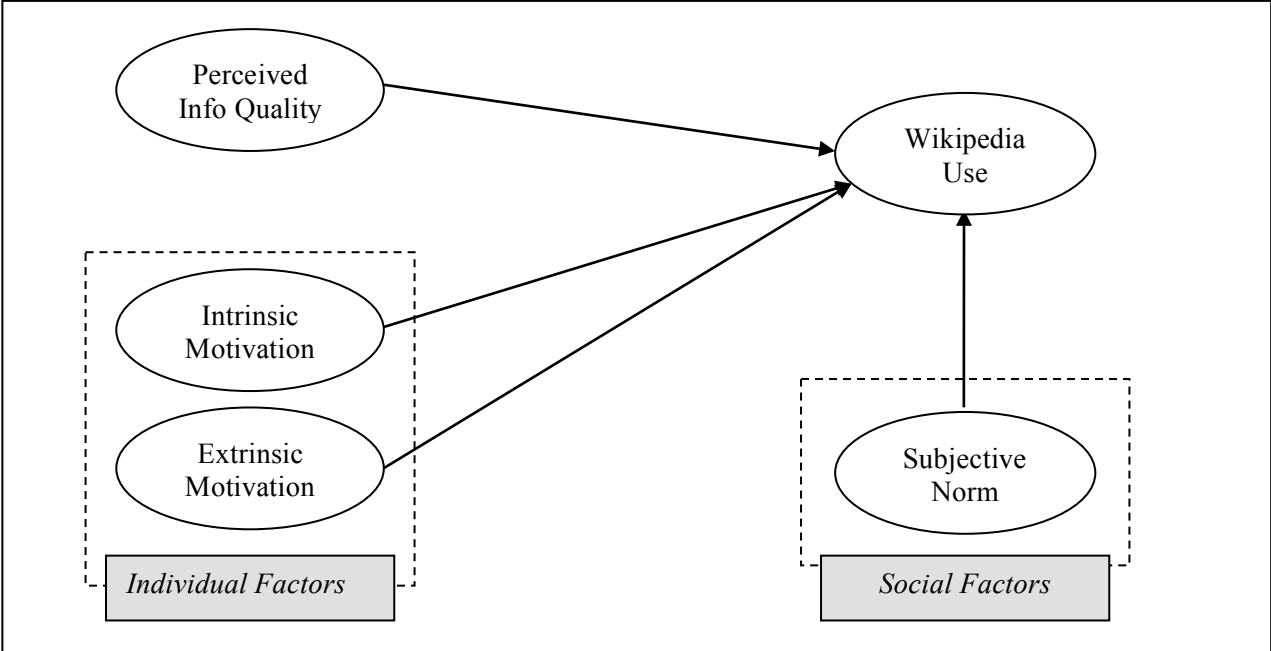 Perceived
Info Quality
Wikipedia
Use
Intrinsic
Motivation
Extrinsic
Motivation
Subjective
Norm
Individual Factors
Social Factors